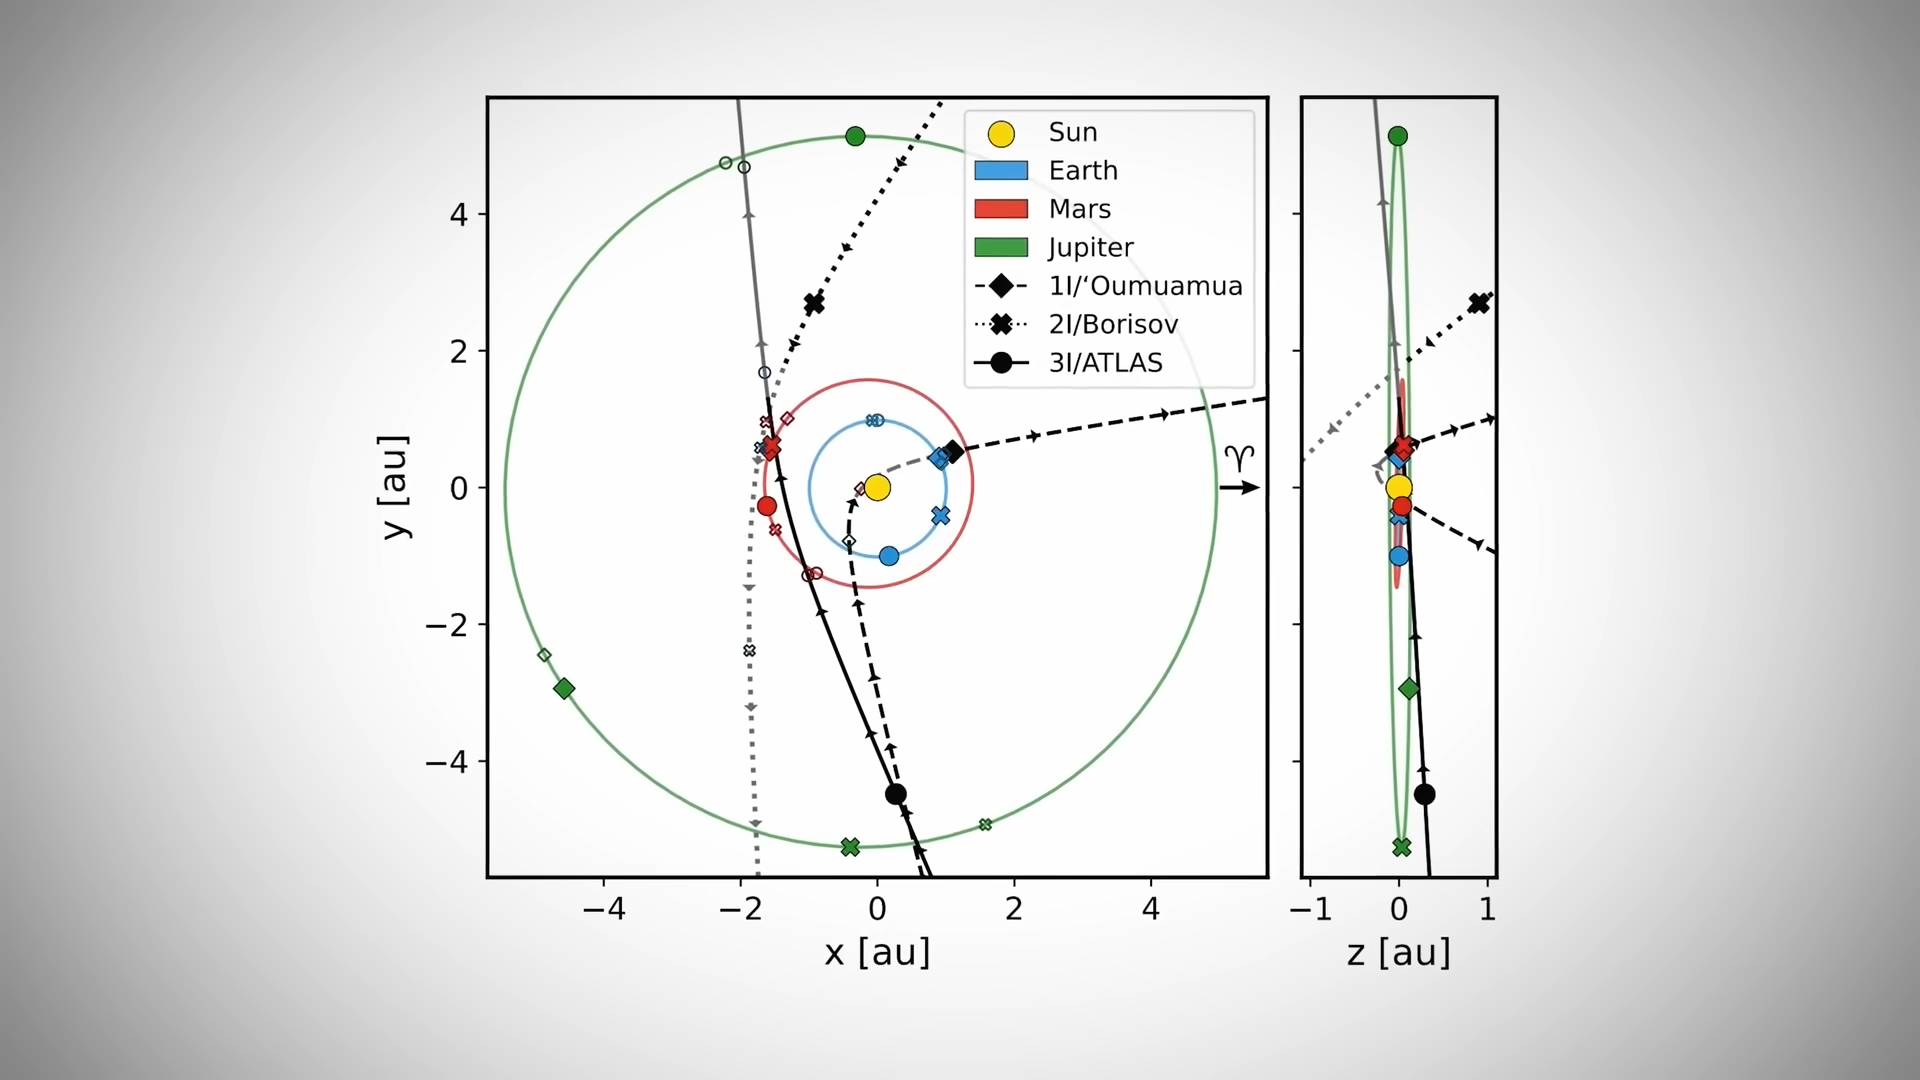 Sun
Earth
Mars
Jupiter
1I/‘Oumuamua
2I/Borisov
3I/ATLAS
♈
4
2
0
−2
−4
y [au]
−4 −2 0 2 4
x [au]
−1 0 1
z [au]